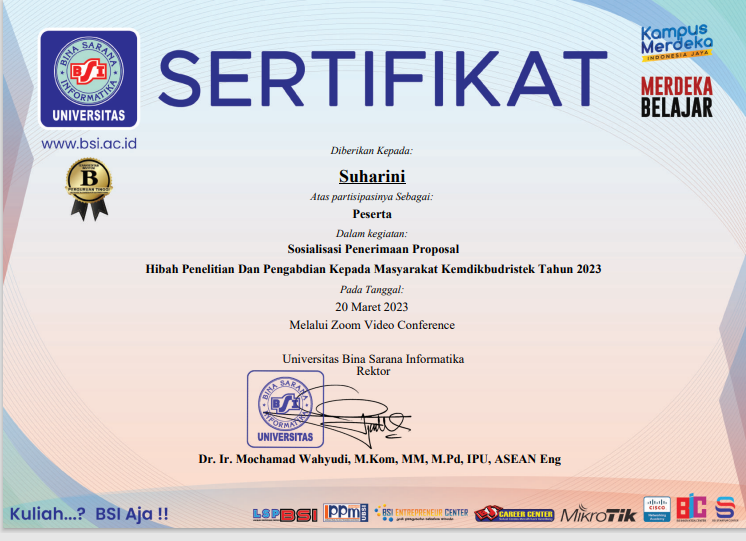 BINA SARANA
BSI
INFORMATIKA
UNIVERSITAS
www.bsi.ac.id
B
PERGURUAN TINGGI
SERTIFIKAT
Kampus
Merdeka
INDONESIA JAYA
MERDEKA
BELAJAR
Diberikan Kepada:
Suharini
Atas partisipasinya Sebagai:
Peserta
Dalam kegiatan:
Sosialisasi Penerimaan Proposal
Hibah Penelitian Dan Pengabdian Kepada Masyarakat Kemdikbudristek Tahun 2023
Pada Tanggal:
20 Maret 2023
Melalui Zoom Video Conference
Universitas Bina Sarana Informatika
Rektor
BINA SARANA
BSI
INFORMATIKA
UNIVERSITAS
Dr. Ir. Mochamad Wahyudi, M.Kom, MM, M.Pd, IPU, ASEAN Eng
Kuliah...? BSI Aja !!
LSP BSI
lppm
BSI ENTREPRENEUR CENTER
CAREER CENTER
MikroTik
CISCO
BIC